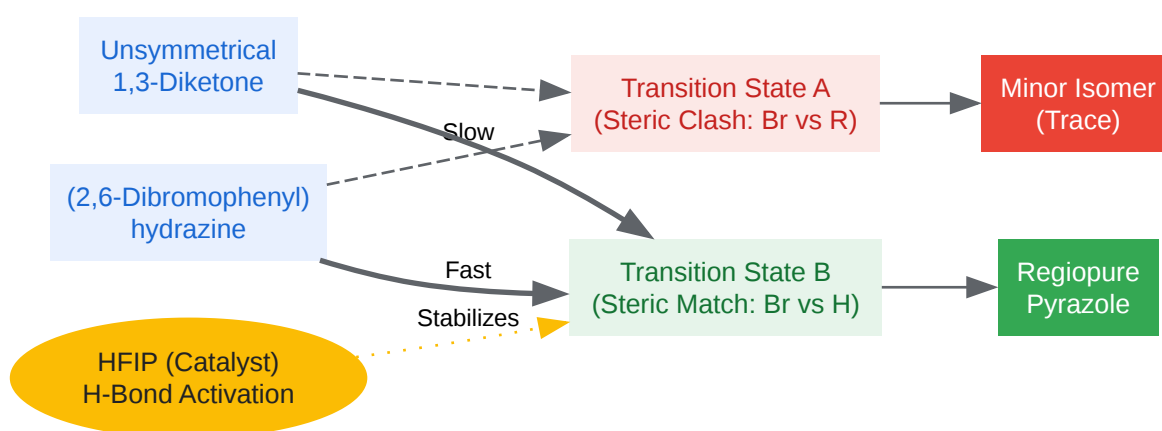 Unsymmetrical
1,3-Diketone
Transition State A
(Steric Clash: Br vs R)
Minor Isomer
(Trace)
Slow
(2,6-Dibromophenyl)
hydrazine
Fast
Transition State B
(Steric Match: Br vs H)
Regiopure
Pyrazole
Stabilizes
HFIP (Catalyst)
H-Bond Activation